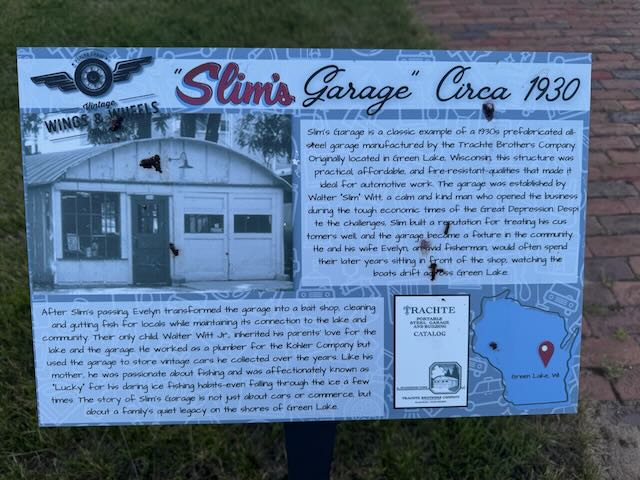 "Slim's Garage" Circa 1930
Vintage
WINGS & WHEELS
Slim's Garage is a classic example of a 1930s prefabricated all-
steel garage manufactured by the Trachte Brothers Company.
Originally located in Green Lake, Wisconsin, this structure was
practical, affordable, and fire-resistant-qualities that made it
ideal for automotive work. The garage was established by
Walter "Slim" Witt, a calm and kind man who opened the business
during the tough economic times of the Great Depression. Despi
te the challenges, Slim built a reputation for treating his cus
tomers well, and the garage became a fixture in the community.
He and his wife Evelyn, an avid fisherman, would often spend
their later years sitting in front of the shop, watching the
boats drift across Green Lake.
After Slim's passing, Evelyn transformed the garage into a bait shop, cleaning
and gutting fish for locals while maintaining its connection to the lake and
community. Their only child, Walter Witt Jr., inherited his parents' love for the
lake and the garage. He worked as a plumber for the Kohler Company but
used the garage to store vintage cars he collected over the years. Like his
mother, he was passionate about fishing and was affectionately known as
"Lucky" for his daring ice fishing habits-even falling through the ice a few
times. The story of Slim's Garage is not just about cars or commerce, but
about a family's quiet legacy on the shores of Green Lake.
TRACHTE
PORTABLE
STEEL GARAGE
AND BUILDING
CATALOG
TRACHTE BROTHERS COMPANY
Green Lake, WI